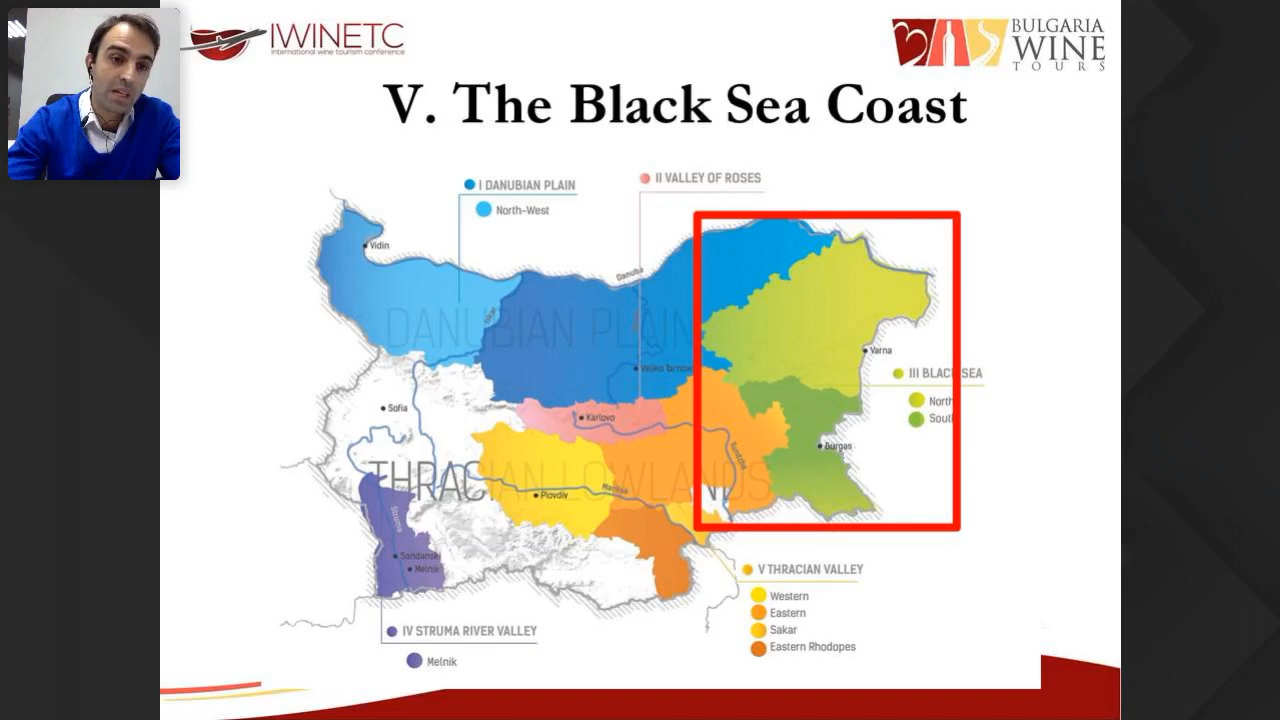 IWINETC
international wine tourism conference
BULGARIA
WINE
TOURS
V. The Black Sea Coast
I DANUBIAN PLAIN
North-West
II VALLEY OF ROSES
Vidin
Danube
DANUBIAN PLAIN
Iskar
Varna
Veliko Tarnovo
III BLACK SEA
North
South
Sofia
Karlovo
Burgas
Tundzha
THRACIAN LOWLANDS
Maritsa
Plovdiv
Struma
Sandanski
Melnik
V THRACIAN VALLEY
Western
Eastern
Sakar
Eastern Rhodopes
IV STRUMA RIVER VALLEY
Melnik